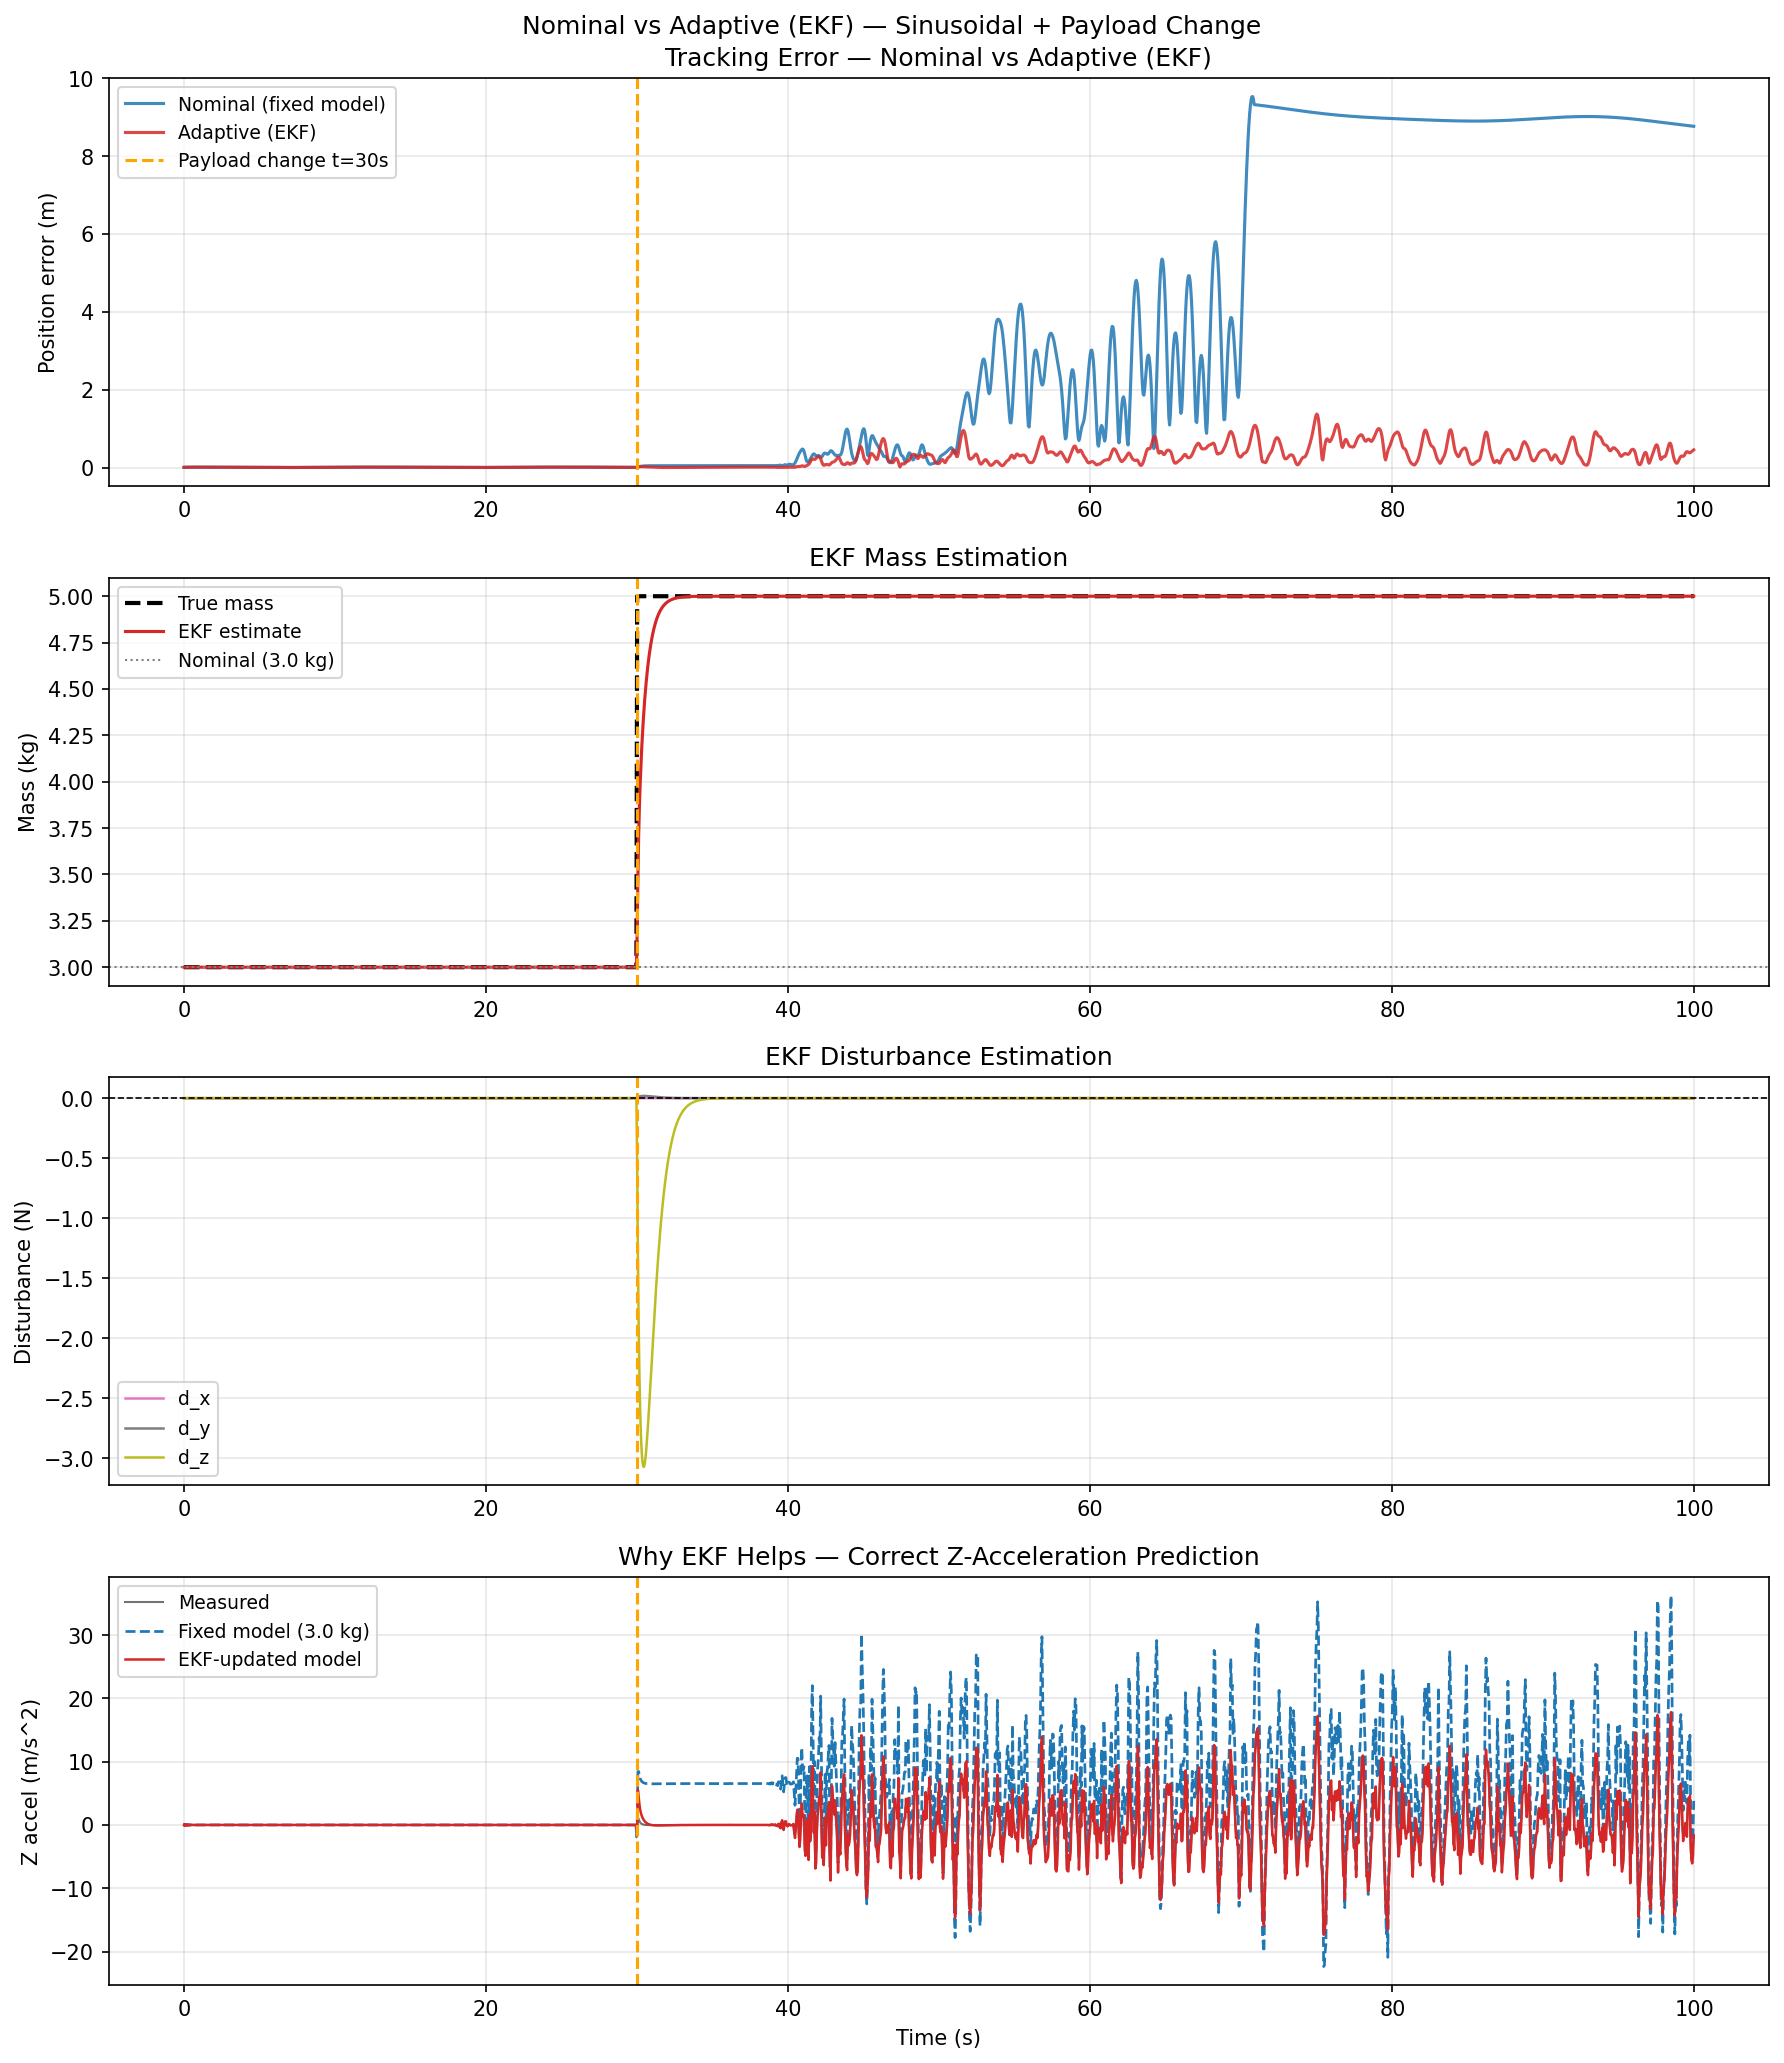 Nominal vs Adaptive (EKF) — Sinusoidal + Payload Change
Tracking Error — Nominal vs Adaptive (EKF)
10
8
6
4
2
0
Position error (m)
Nominal (fixed model)
Adaptive (EKF)
Payload change t=30s
0 20 40 60 80 100
EKF Mass Estimation
5.00
4.75
4.50
4.25
4.00
3.75
3.50
3.25
3.00
Mass (kg)
True mass
EKF estimate
Nominal (3.0 kg)
0 20 40 60 80 100
EKF Disturbance Estimation
0.0
−0.5
−1.0
−1.5
−2.0
−2.5
−3.0
Disturbance (N)
d_x
d_y
d_z
0 20 40 60 80 100
Why EKF Helps — Correct Z-Acceleration Prediction
30
20
10
0
−10
−20
Z accel (m/s^2)
Measured
Fixed model (3.0 kg)
EKF-updated model
0 20 40 60 80 100
Time (s)